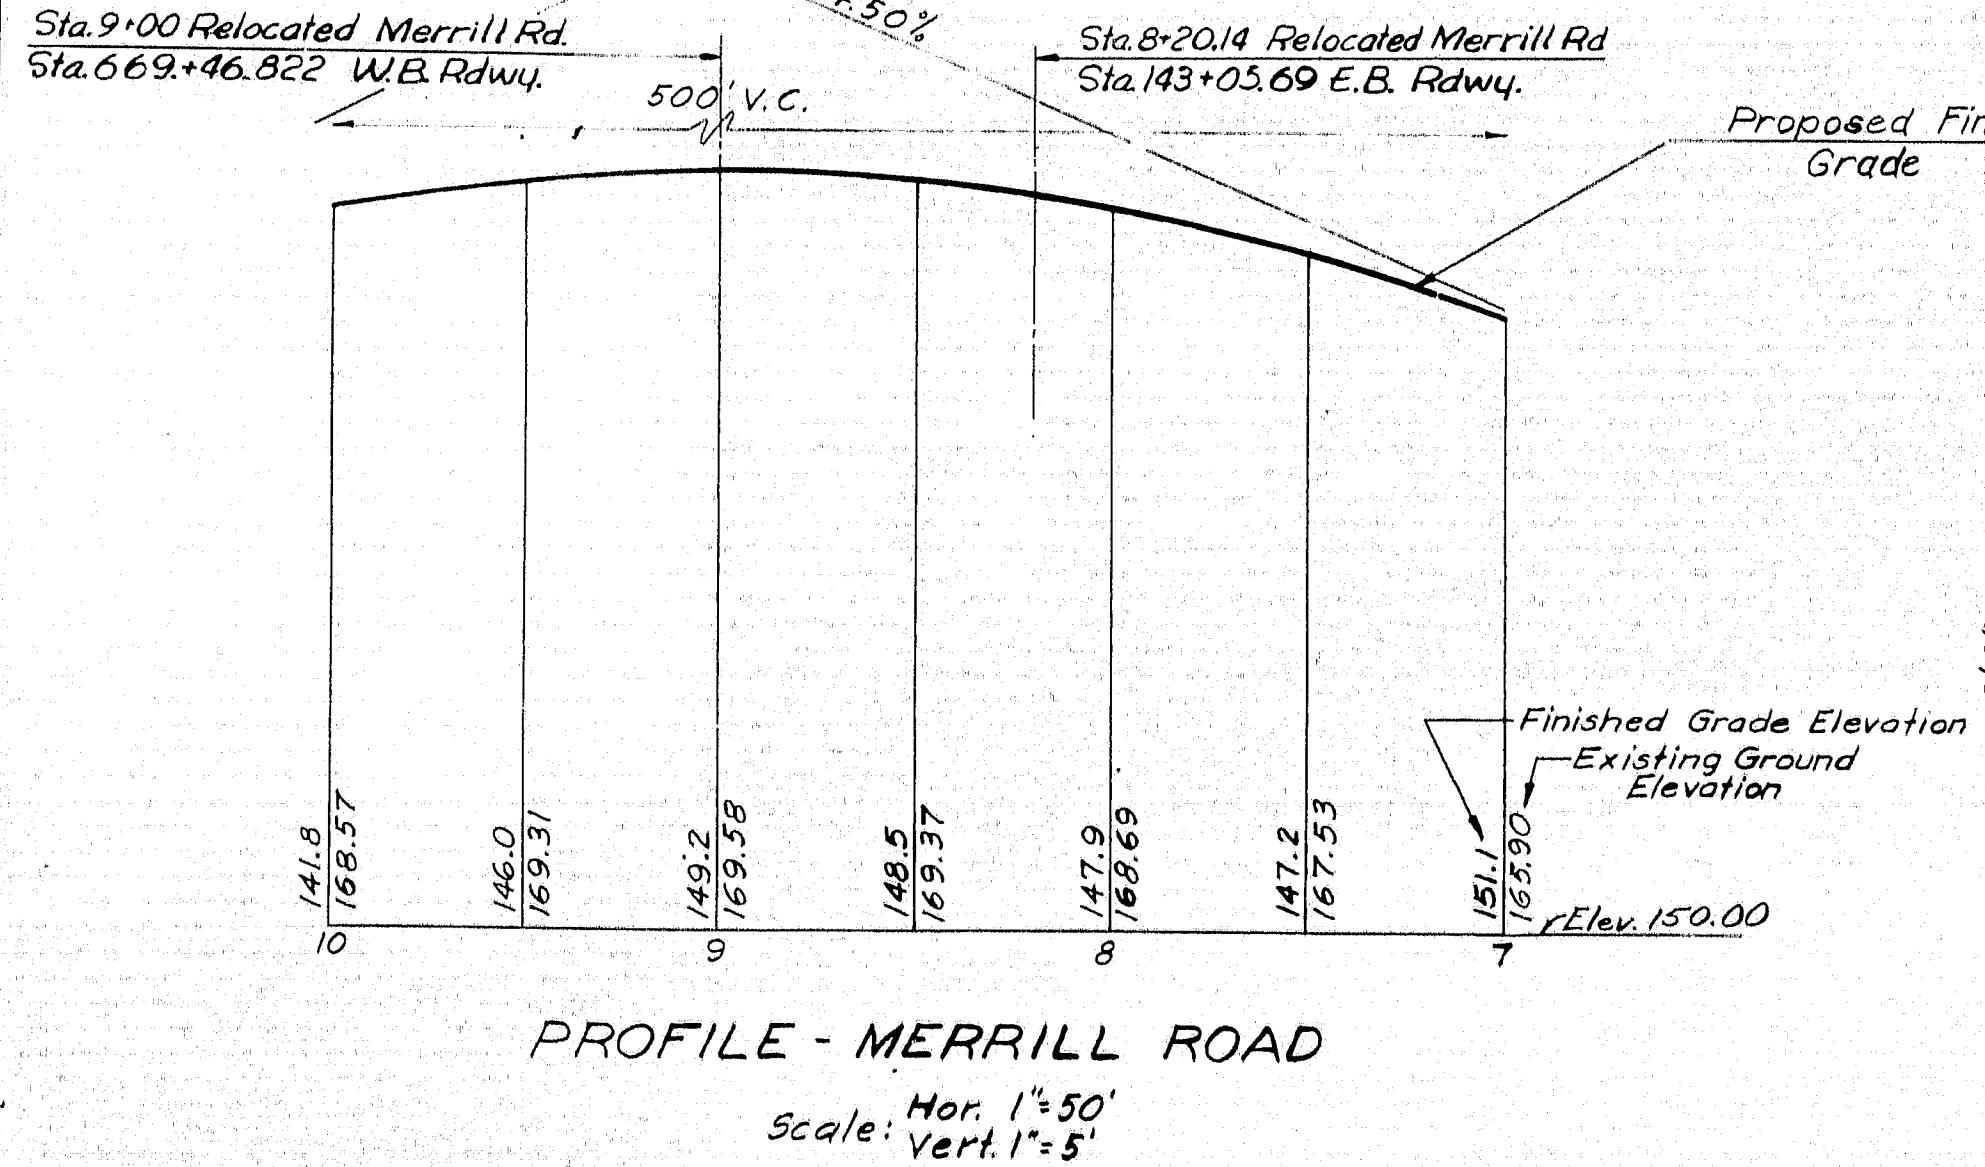 Sta. 9+00 Relocated Merrill Rd.
Sta. 669.+46.822 W.B. Rdwy.
.50%
Sta. 8+20.14 Relocated Merrill Rd
Sta. 143+05.69 E.B. Rdwy.
500' V.C.
Proposed Fin
Grade
Finished Grade Elevation
Existing Ground
Elevation
141.8
168.57
146.0
169.31
149.2
169.58
148.5
169.37
147.9
168.69
147.2
167.53
151.1
165.90
Elev. 150.00
10
9
8
7
PROFILE - MERRILL ROAD
Scale: Hor. 1"=50'
Vert. 1"=5'